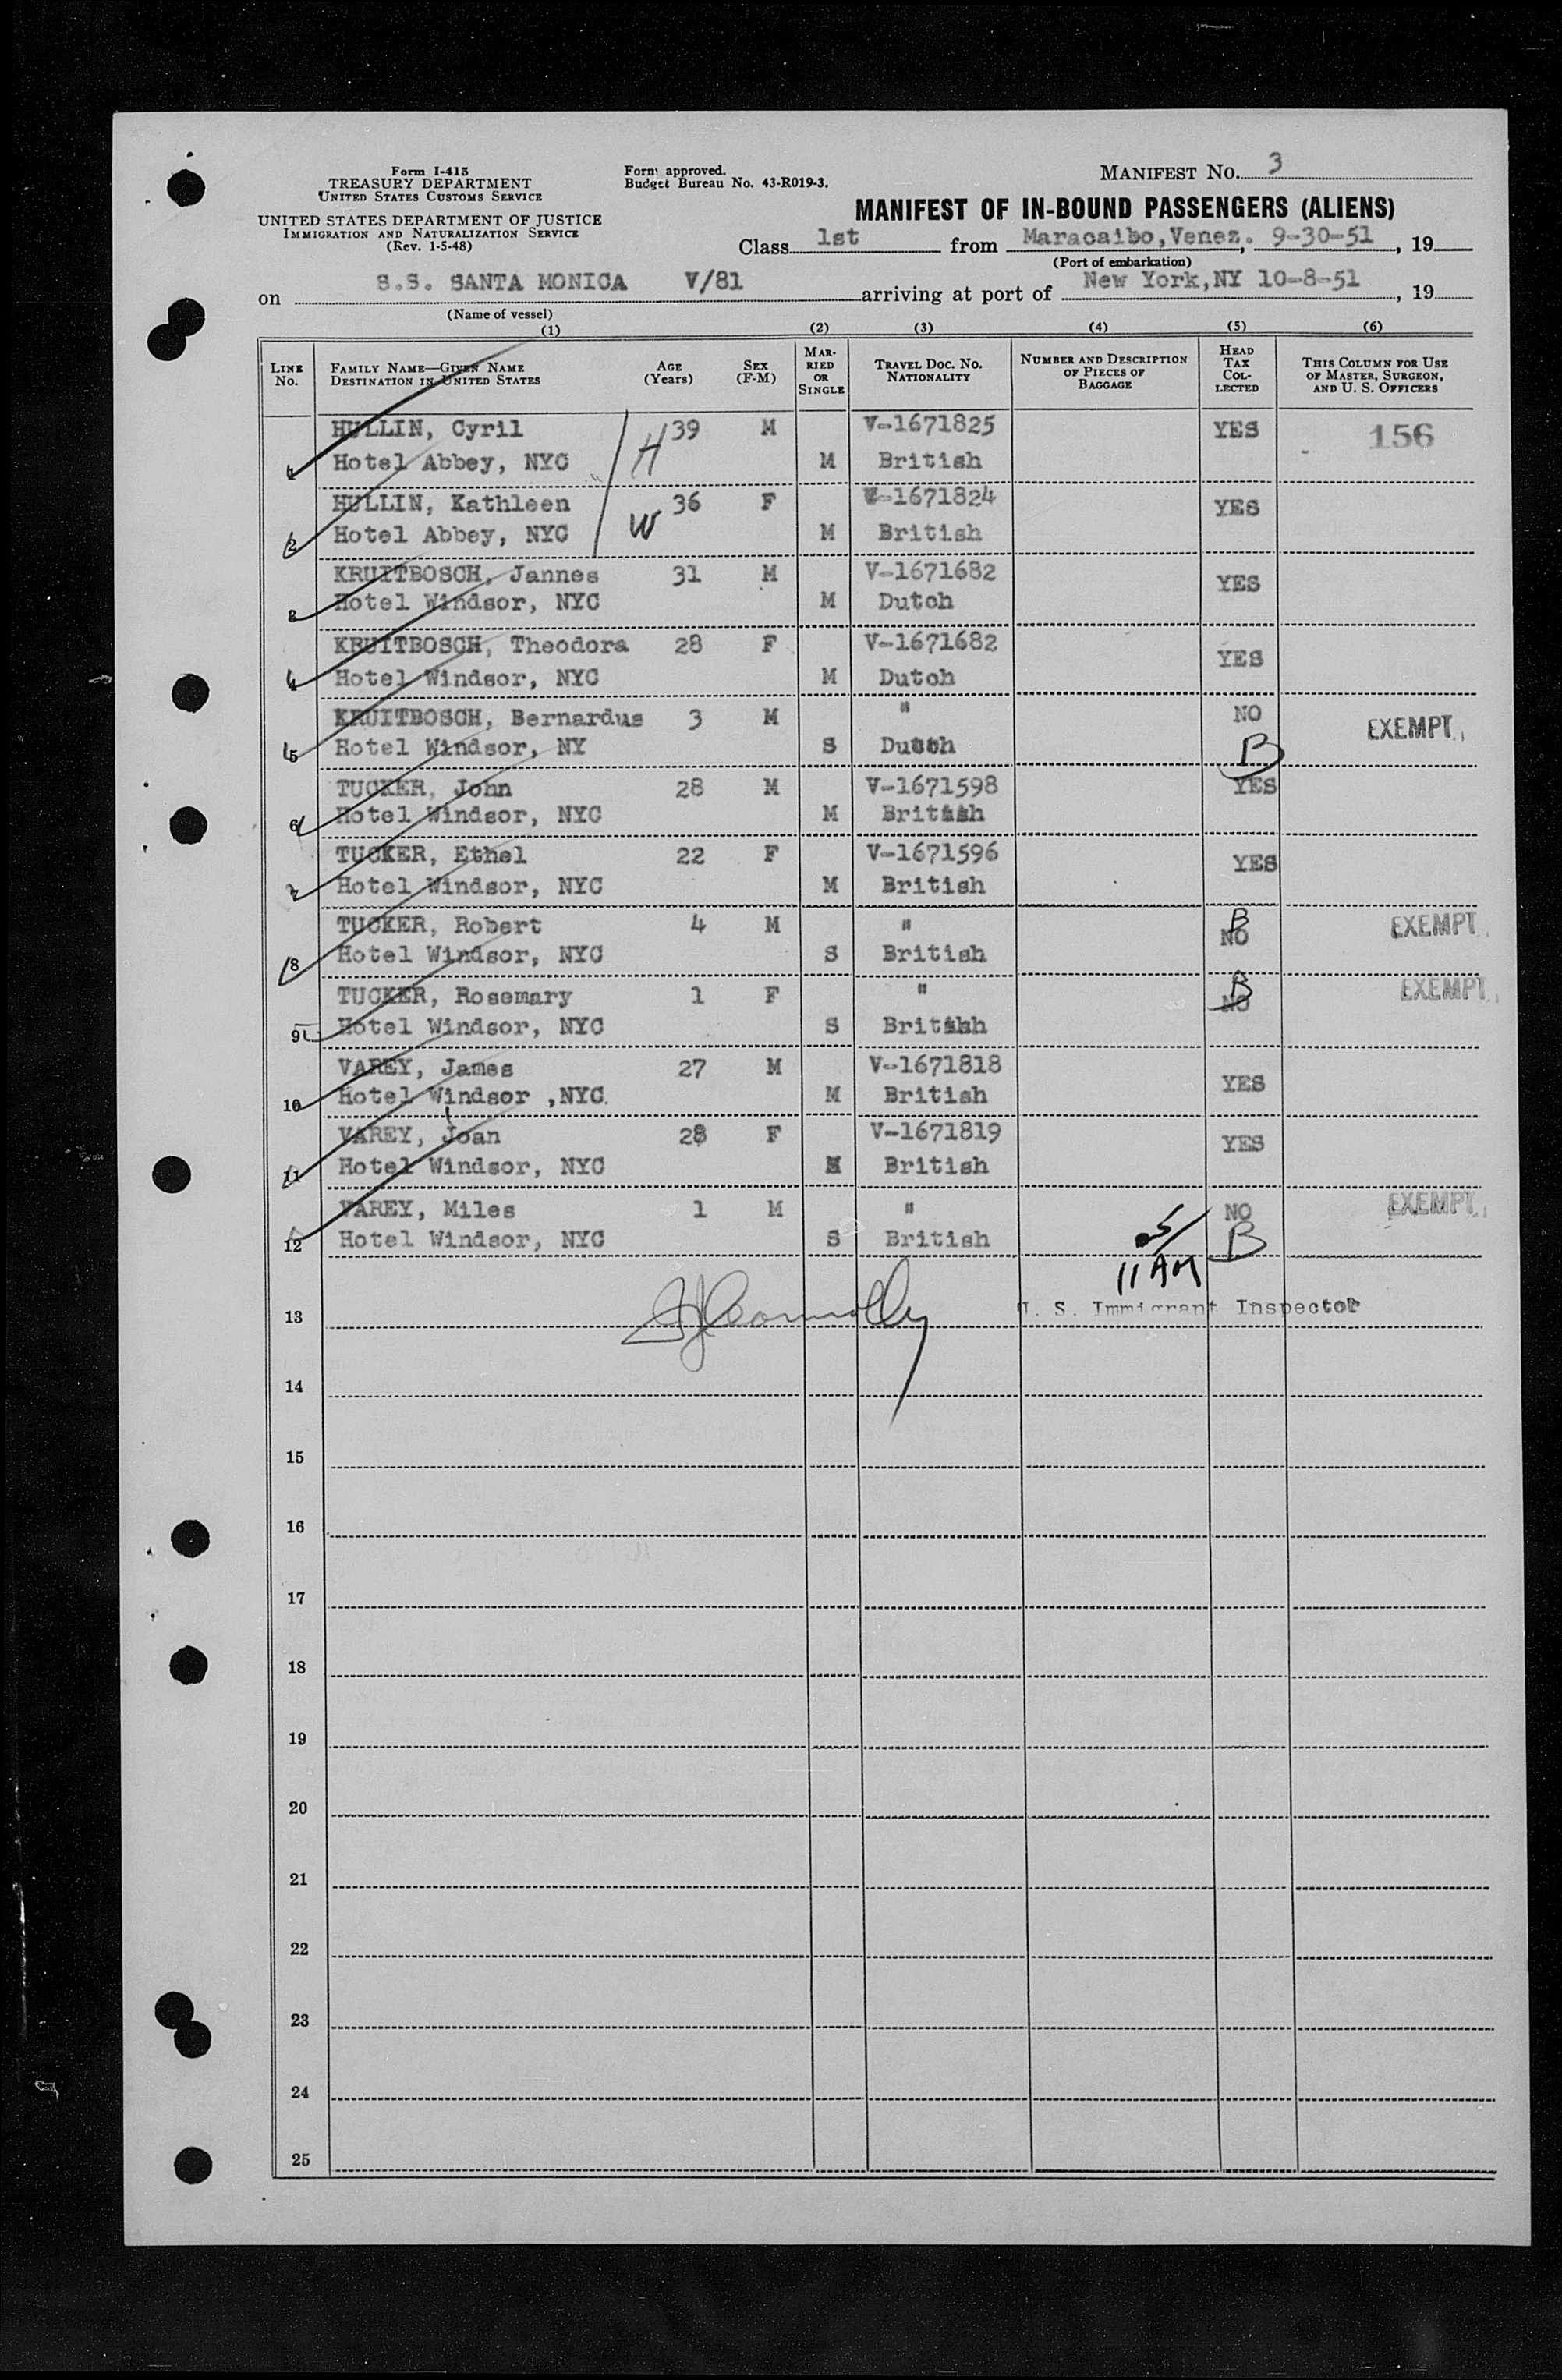 Form I-415
TREASURY DEPARTMENT
UNITED STATES CUSTOMS SERVICE
UNITED STATES DEPARTMENT OF JUSTICE
IMMIGRATION AND NATURALIZATION SERVICE
(Rev. 1-5-48)
Form approved.
Budget Bureau No. 43-R019-3.
MANIFEST No. 3
MANIFEST OF IN-BOUND PASSENGERS (ALIENS)
Class 1st from Maracaibo, Venez. 9-30-51, 19
(Port of embarkation)
on S.S. SANTA MONICA V/81 arriving at port of New York, NY 10-8-51, 19
(Name of vessel)
(1) (2) (3) (4) (5) (6)
LINE No. FAMILY NAME—GIVEN NAME DESTINATION IN UNITED STATES AGE (Years) SEX (F-M) MARRIED OR SINGLE TRAVEL DOC. No. NATIONALITY NUMBER AND DESCRIPTION OF PIECES OF BAGGAGE HEAD TAX COLLECTED THIS COLUMN FOR USE OF MASTER, SURGEON, AND U. S. OFFICERS
HULLIN, Cyril H 39 M V-1671825 YES 156
1 Hotel Abbey, NYC M British
HULLIN, Kathleen W 36 F V-1671824 YES
2 Hotel Abbey, NYC M British
KRUITBOSCH, Jannes 31 M V-1671682 YES
3 Hotel Windsor, NYC M Dutch
KRUITBOSCH, Theodora 28 F V-1671682 YES
4 Hotel Windsor, NYC M Dutch
KRUITBOSCH, Bernardus 3 M " NO EXEMPT
5 Hotel Windsor, NY S Dutch B
TUCKER, John 28 M V-1671598 YES
6 Hotel Windsor, NYC M British
TUCKER, Ethel 22 F V-1671596 YES
7 Hotel Windsor, NYC M British
TUCKER, Robert 4 M " B NO EXEMPT
8 Hotel Windsor, NYC S British
TUCKER, Rosemary 1 F " B NO EXEMPT
9 Hotel Windsor, NYC S British
VAREY, James 27 M V-1671818 YES
10 Hotel Windsor ,NYC. M British
VAREY, Joan 28 F V-1671819 YES
11 Hotel Windsor, NYC M British
VAREY, Miles 1 M " NO EXEMPT
12 Hotel Windsor, NYC S British B
11 AM
13 U. S. Immigrant Inspector
14
15
16
17
18
19
20
21
22
23
24
25